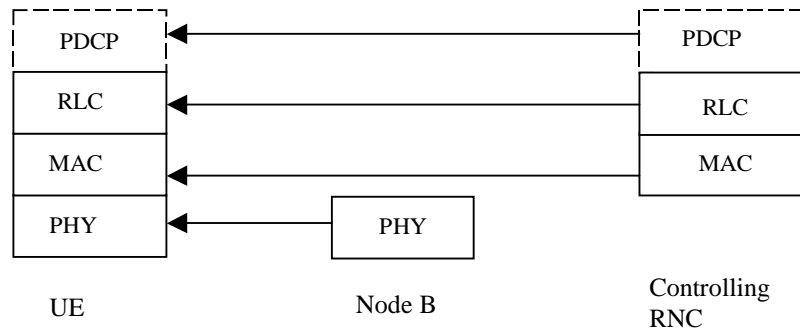 PDCP
PDCP
RLC
RLC
MAC
MAC
PHY
PHY
UE
Node B
Controlling
RNC